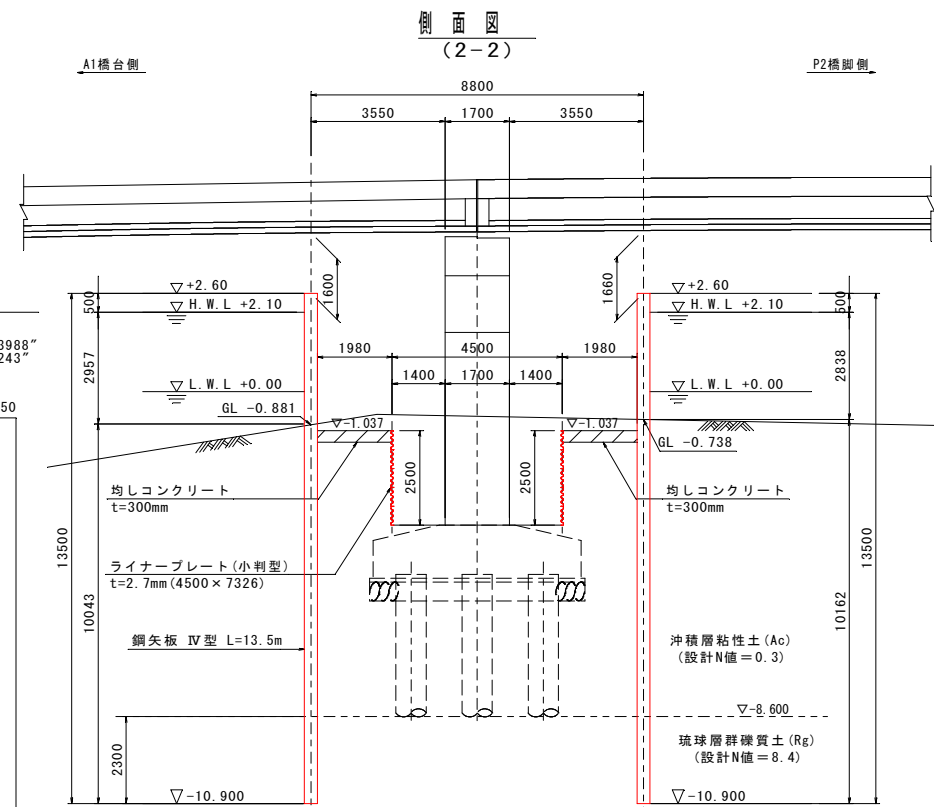 側面図
(2-2)
A1橋台側
P2橋脚側
8800
3550
1700
3550
1600
1660
+2.60
H.W.L +2.10
500
2957
L.W.L +0.00
GL -0.881
+2.60
H.W.L +2.10
500
2838
L.W.L +0.00
GL -0.738
3988″
243″
50
1980
4500
1980
1400
1700
1400
-1.037
-1.037
2500
2500
均しコンクリート
t=300mm
均しコンクリート
t=300mm
ライナープレート(小判型)
t=2.7mm(4500×7326)
鋼矢板 Ⅳ型 L=13.5m
13500
10043
2300
13500
10162
沖積層粘性土(Ac)
(設計N値=0.3)
-8.600
琉球層群礫質土(Rg)
(設計N値=8.4)
-10.900
-10.900